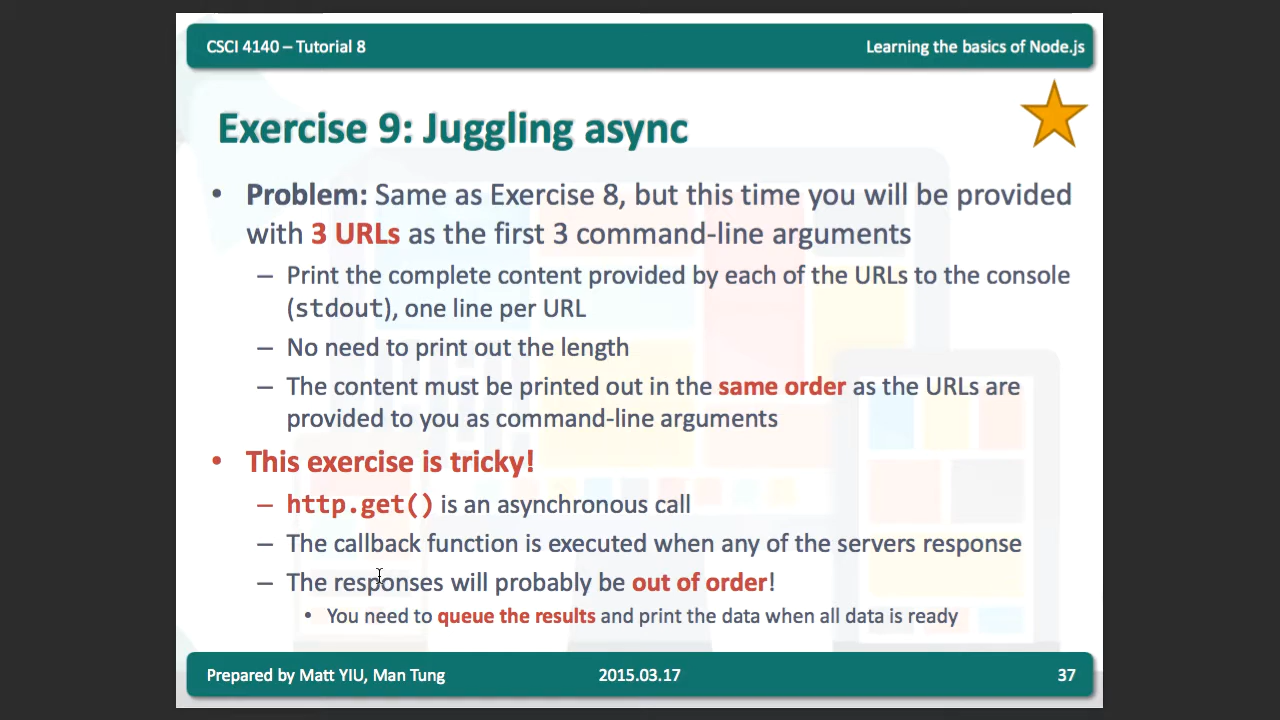 CSCI 4140 – Tutorial 8
Learning the basics of Node.js
Exercise 9: Juggling async
• Problem: Same as Exercise 8, but this time you will be provided
with 3 URLs as the first 3 command-line arguments
– Print the complete content provided by each of the URLs to the console
(stdout), one line per URL
– No need to print out the length
– The content must be printed out in the same order as the URLs are
provided to you as command-line arguments
• This exercise is tricky!
– http.get() is an asynchronous call
– The callback function is executed when any of the servers response
– The responses will probably be out of order!
• You need to queue the results and print the data when all data is ready
Prepared by Matt YIU, Man Tung
2015.03.17
37